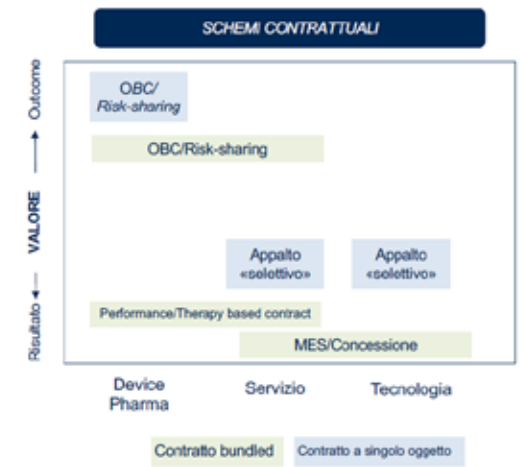 SCHEMI CONTRATTUALI
Outcome
VALORE
Risultato
OBC/
Risk-sharing
OBC/Risk-sharing
Appalto
«selettivo»
Appalto
«selettivo»
Performance/Therapy based contract
MES/Concessione
Device
Pharma
Servizio
Tecnologia
Contratto bundled
Contratto a singolo oggetto